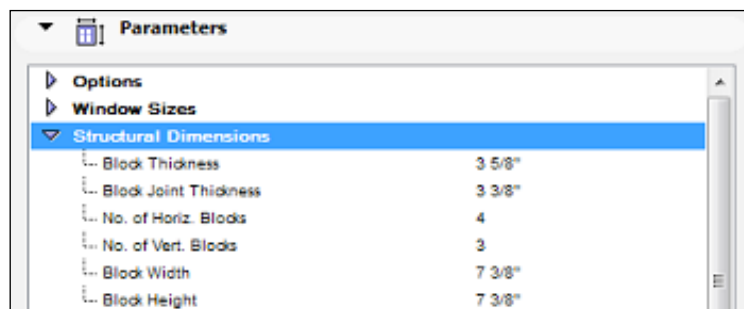 Parameters
Options
Window Sizes
Structural Dimensions
Block Thickness 3 5/8"
Block Joint Thickness 3 3/8"
No. of Horiz. Blocks 4
No. of Vert. Blocks 3
Block Width 7 3/8"
Block Height 7 3/8"